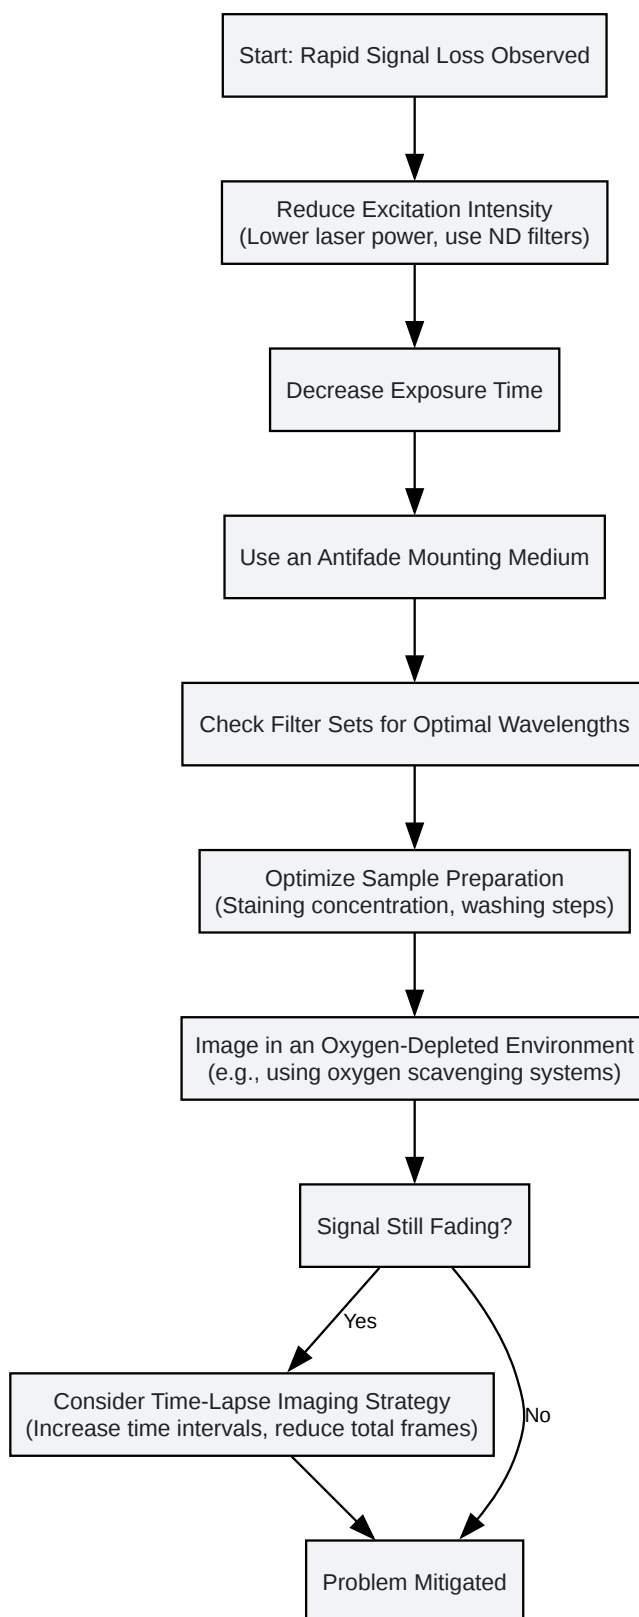 Start: Rapid Signal Loss Observed
Reduce Excitation Intensity
(Lower laser power, use ND filters)
Decrease Exposure Time
Use an Antifade Mounting Medium
Check Filter Sets for Optimal Wavelengths
Optimize Sample Preparation
(Staining concentration, washing steps)
Image in an Oxygen-Depleted Environment
(e.g., using oxygen scavenging systems)
Signal Still Fading?
Yes
Consider Time-Lapse Imaging Strategy
(Increase time intervals, reduce total frames)
No
Problem Mitigated